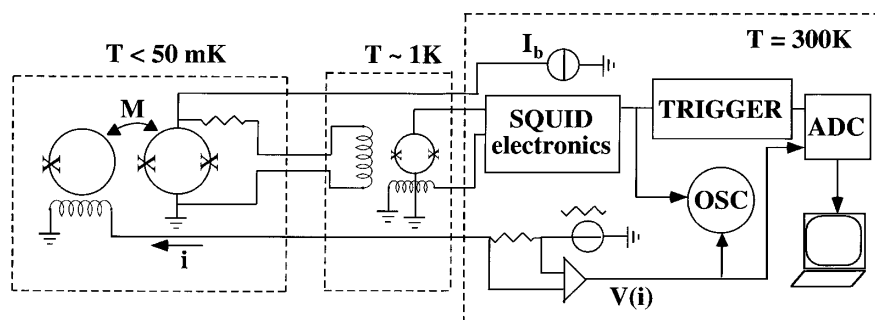 T < 50 mK
T ~ 1K
I_b
T = 300K
M
SQUID
electronics
TRIGGER
ADC
OSC
i
V(i)